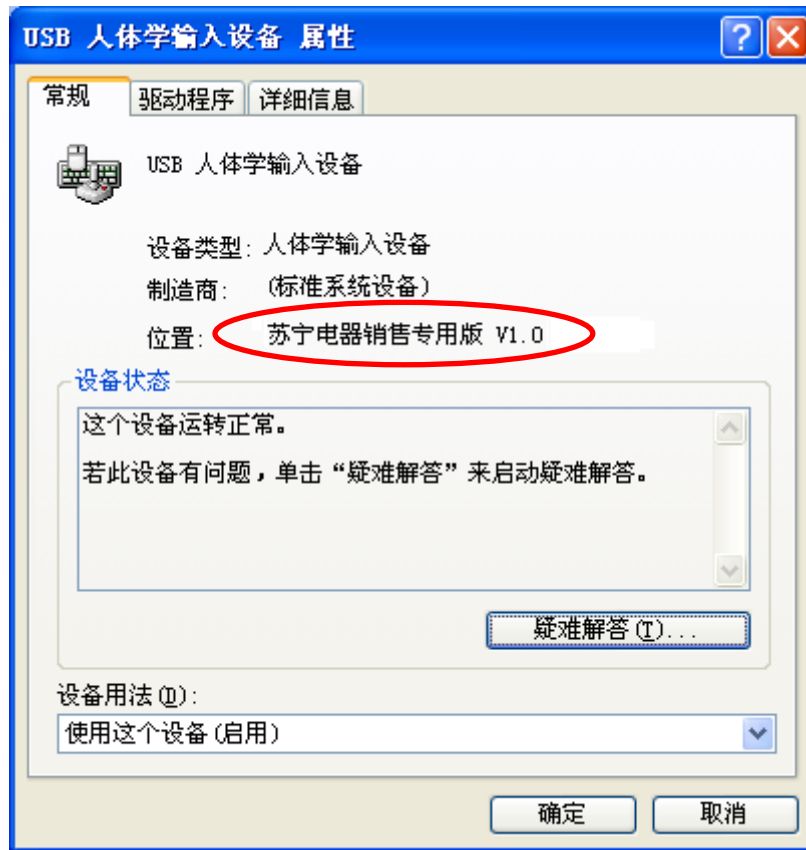 USB 人体学输入设备 属性
常规 驱动程序 详细信息
USB 人体学输入设备
设备类型: 人体学输入设备
制造商: (标准系统设备)
位置: 苏宁电器销售专用版 V1.0
设备状态
这个设备运转正常。
若此设备有问题，单击“疑难解答”来启动疑难解答。
疑难解答(T)...
设备用法(D):
使用这个设备(启用)
确定 取消